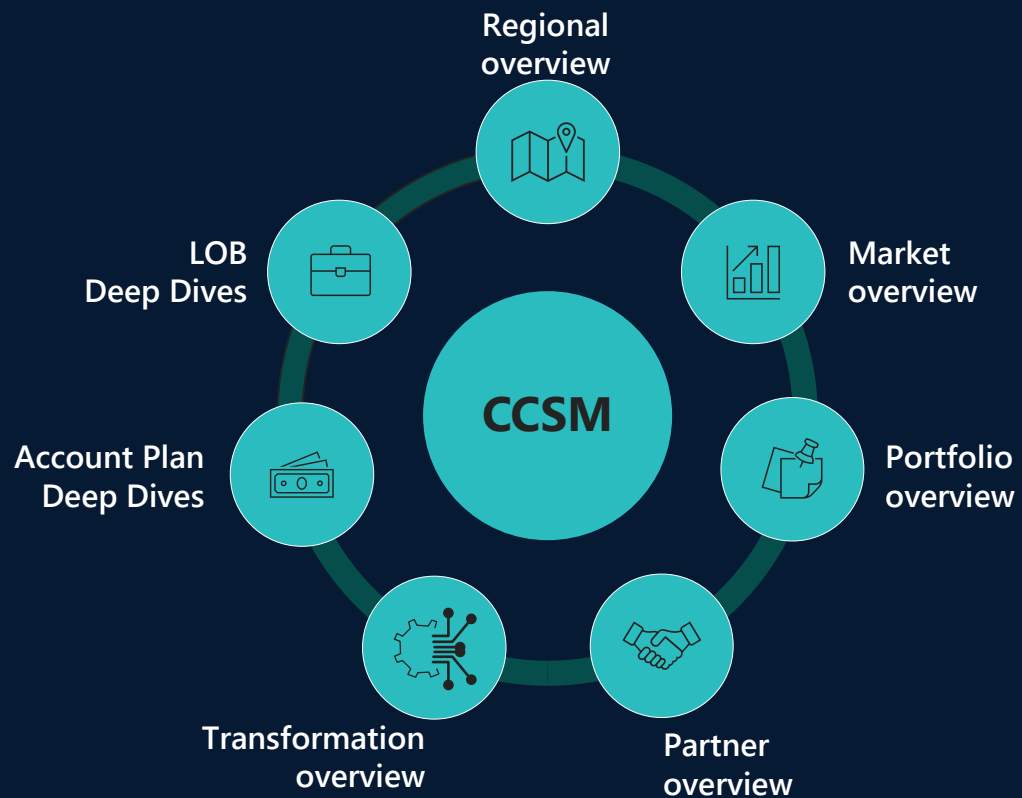 Regional
overview
LOB
Deep Dives
Market
overview
CCSM
Account Plan
Deep Dives
Portfolio
overview
Transformation
overview
Partner
overview